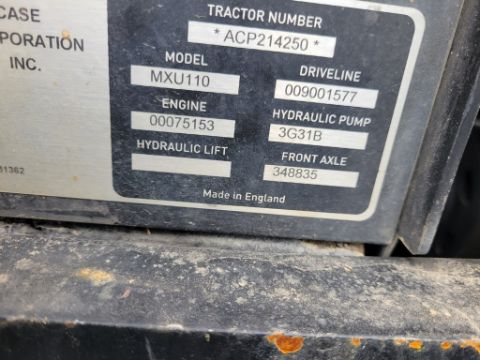 CASE
CORPORATION
INC.
TRACTOR NUMBER
* ACP214250 *
MODEL
MXU110
DRIVELINE
009001577
ENGINE
00075153
HYDRAULIC PUMP
3G31B
HYDRAULIC LIFT
FRONT AXLE
348835
Made in England